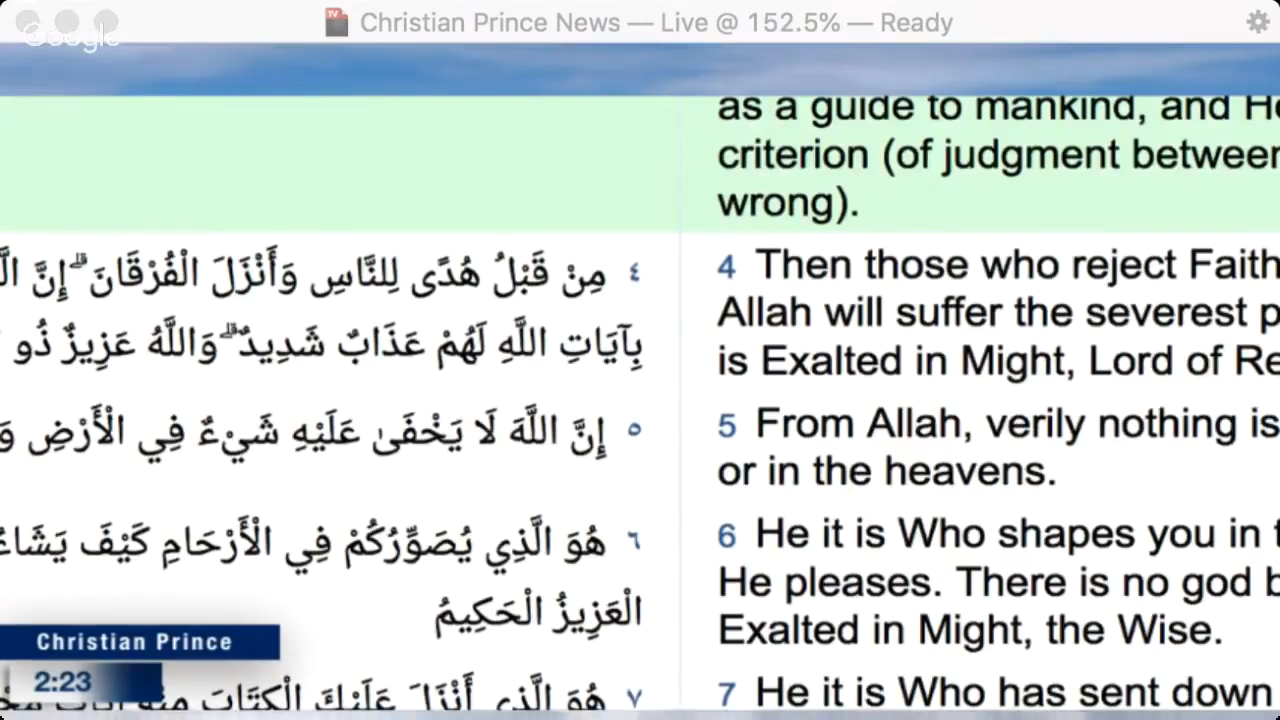 Christian Prince News — Live @ 152.5% — Ready
Google
as a guide to mankind, and
criterion (of judgment between
wrong).
٤ مِنْ قَبْلُ هُدًى لِلنَّاسِ وَأَنْزَلَ الْفُرْقَانَ ۗ إِنَّ
بِآيَاتِ اللَّهِ لَهُمْ عَذَابٌ شَدِيدٌ ۗ وَاللَّهُ عَزِيزٌ ذُو
4 Then those who reject Faith
Allah will suffer the severest
is Exalted in Might, Lord of
٥ إِنَّ اللَّهَ لَا يَخْفَىٰ عَلَيْهِ شَيْءٌ فِي الْأَرْضِ
5 From Allah, verily nothing is
or in the heavens.
٦ هُوَ الَّذِي يُصَوِّرُكُمْ فِي الْأَرْحَامِ كَيْفَ يَشَاءُ
الْعَزِيزُ الْحَكِيمُ
6 He it is Who shapes you in
He pleases. There is no god
Exalted in Might, the Wise.
٧ هُوَ الَّذِي أَنْزَلَ عَلَيْكَ الْكِتَابَ مِنْهُ
7 He it is Who has sent down
Christian Prince
2:23